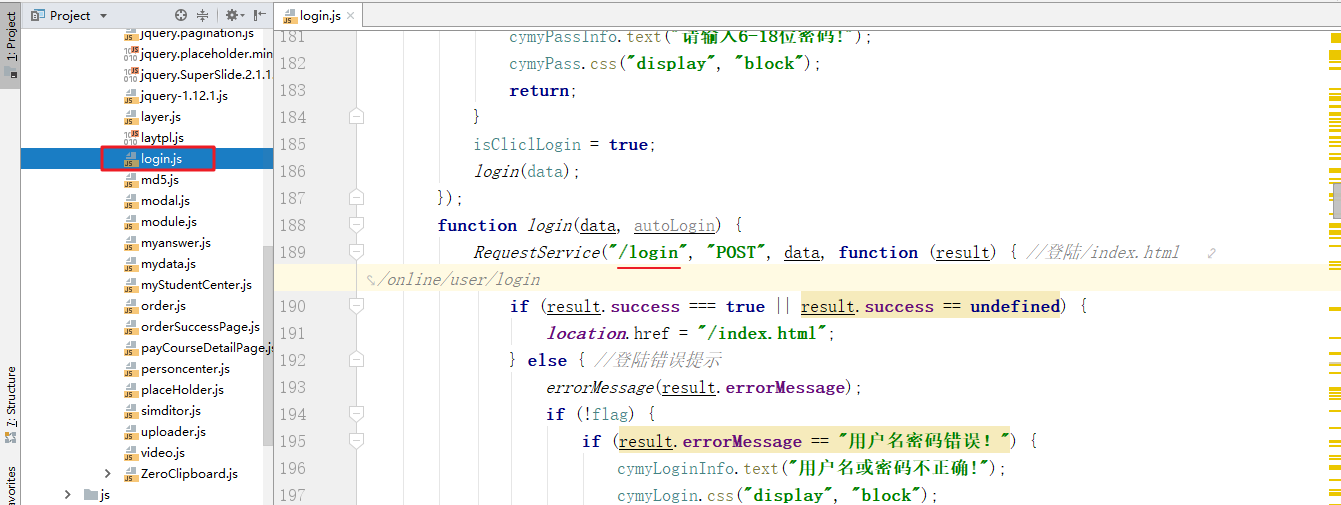 1: Project
7: Structure
avorites
Project
jquery.pagination.js
jquery.placeholder.min
jquery.SuperSlide.2.1.1.
jquery-1.12.1.js
layer.js
laytpl.js
login.js
md5.js
modal.js
module.js
myanswer.js
mydata.js
myStudentCenter.js
order.js
orderSuccessPage.js
payCourseDetailPage.js
personcenter.js
placeHolder.js
simditor.js
uploader.js
video.js
ZeroClipboard.js
js
login.js
181 cymyPassInfo.text("请输入6-18位密码!");
182 cymyPass.css("display", "block");
183 return;
184 }
185 isCliclLogin = true;
186 login(data);
187 });
188 function login(data, autoLogin) {
189 RequestService("/login", "POST", data, function (result) { //登陆/index.html
/online/user/login
190 if (result.success === true || result.success == undefined) {
191 location.href = "/index.html";
192 } else { //登陆错误提示
193 errorMessage(result.errorMessage);
194 if (!flag) {
195 if (result.errorMessage == "用户名密码错误！") {
196 cymyLoginInfo.text("用户名或密码不正确!");
197 cymyLogin.css("display", "block");